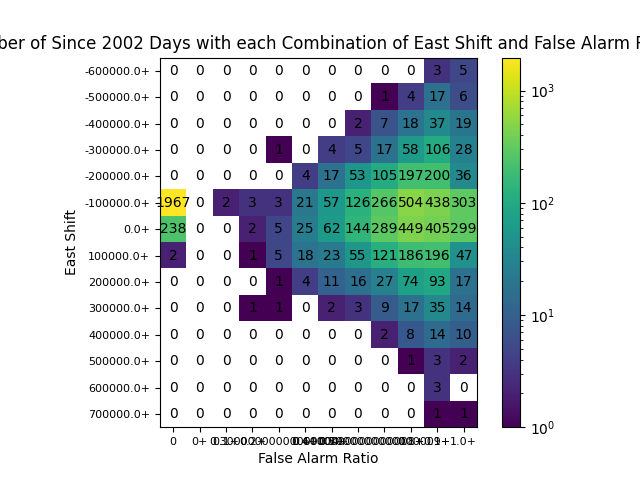 ber of Since 2002 Days with each Combination of East Shift and False Alarm
East Shift
-600000.0+ 0 0 0 0 0 0 0 0 0 0 3 5
-500000.0+ 0 0 0 0 0 0 0 0 1 4 17 6
-400000.0+ 0 0 0 0 0 0 0 2 7 18 37 19
-300000.0+ 0 0 0 0 1 0 4 5 17 58 106 28
-200000.0+ 0 0 0 0 0 4 17 53 105 197 200 36
-100000.0+ 1967 0 2 3 3 21 57 126 266 504 438 303
0.0+ 238 0 0 2 5 25 62 144 289 449 405 299
100000.0+ 2 0 0 1 5 18 23 55 121 186 196 47
200000.0+ 0 0 0 0 1 4 11 16 27 74 93 17
300000.0+ 0 0 0 1 1 0 2 3 9 17 35 14
400000.0+ 0 0 0 0 0 0 0 0 2 8 14 10
500000.0+ 0 0 0 0 0 0 0 0 0 1 3 2
600000.0+ 0 0 0 0 0 0 0 0 0 0 3 0
700000.0+ 0 0 0 0 0 0 0 0 0 0 1 1
0 0+ 1.0+
False Alarm Ratio
10³
10²
10¹
10⁰